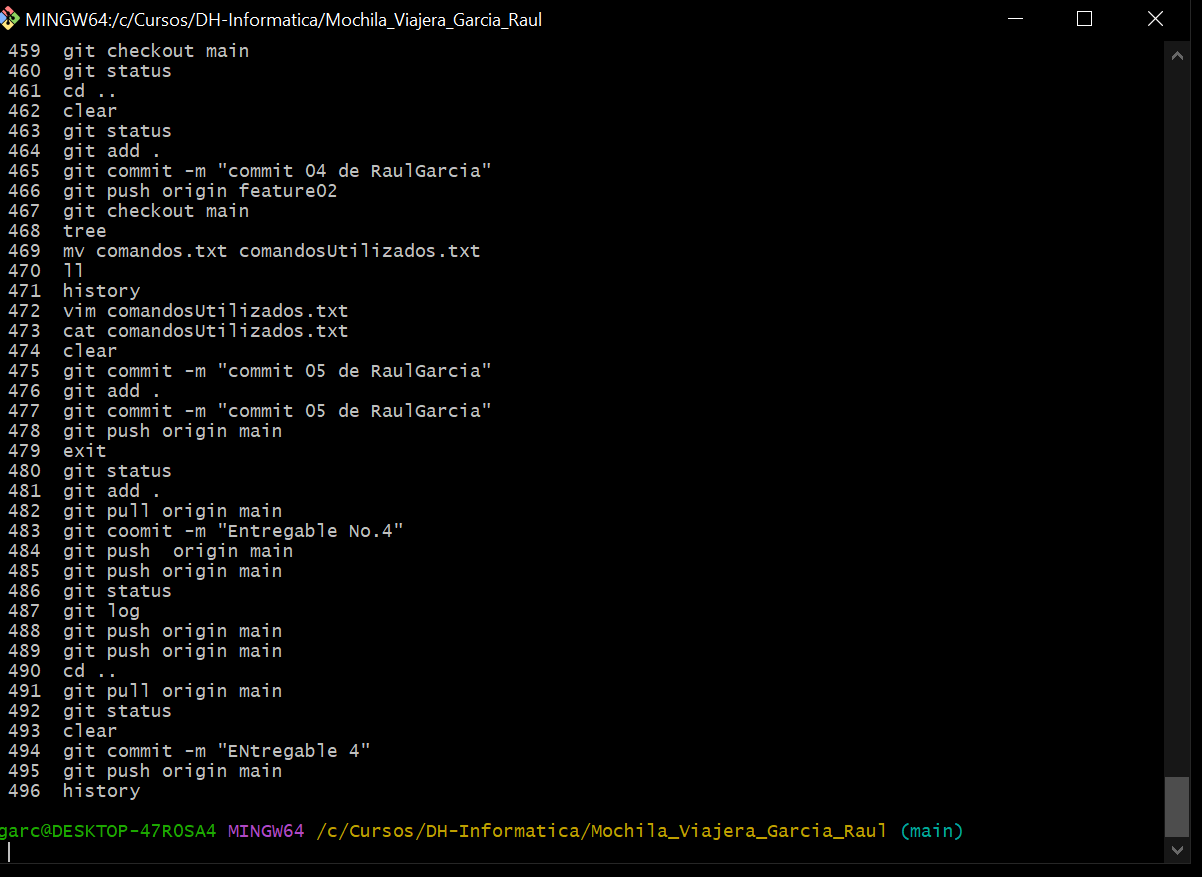 MINGW64:/c/Cursos/DH-Informatica/Mochila_Viajera_Garcia_Raul
459 git checkout main
460 git status
461 cd ..
462 clear
463 git status
464 git add .
465 git commit -m "commit 04 de RaulGarcia"
466 git push origin feature02
467 git checkout main
468 tree
469 mv comandos.txt comandosUtilizados.txt
470 ll
471 history
472 vim comandosUtilizados.txt
473 cat comandosUtilizados.txt
474 clear
475 git commit -m "commit 05 de RaulGarcia"
476 git add .
477 git commit -m "commit 05 de RaulGarcia"
478 git push origin main
479 exit
480 git status
481 git add .
482 git pull origin main
483 git coomit -m "Entregable No.4"
484 git push  origin main
485 git push origin main
486 git status
487 git log
488 git push origin main
489 git push origin main
490 cd ..
491 git pull origin main
492 git status
493 clear
494 git commit -m "ENtregable 4"
495 git push origin main
496 history
garc@DESKTOP-47ROSA4 MINGW64 /c/Cursos/DH-Informatica/Mochila_Viajera_Garcia_Raul (main)